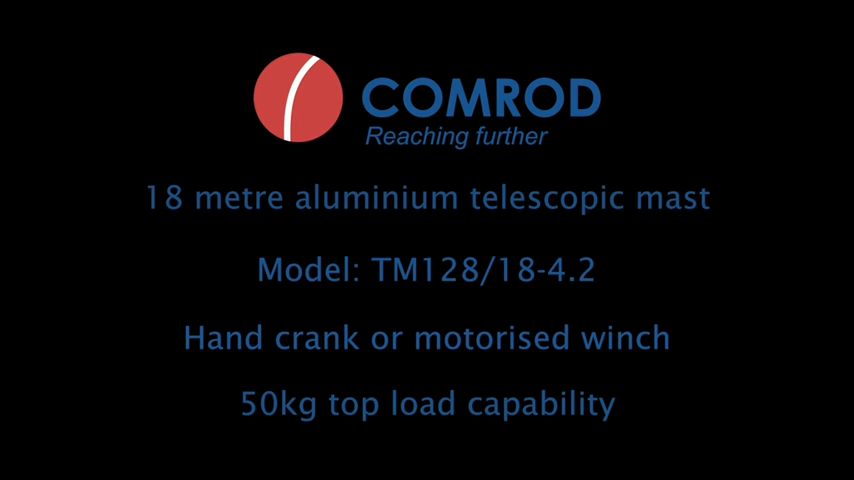 COMROD
Reaching further
18 metre aluminium telescopic mast
Model: TM128/18-4.2
Hand crank or motorised winch
50kg top load capability